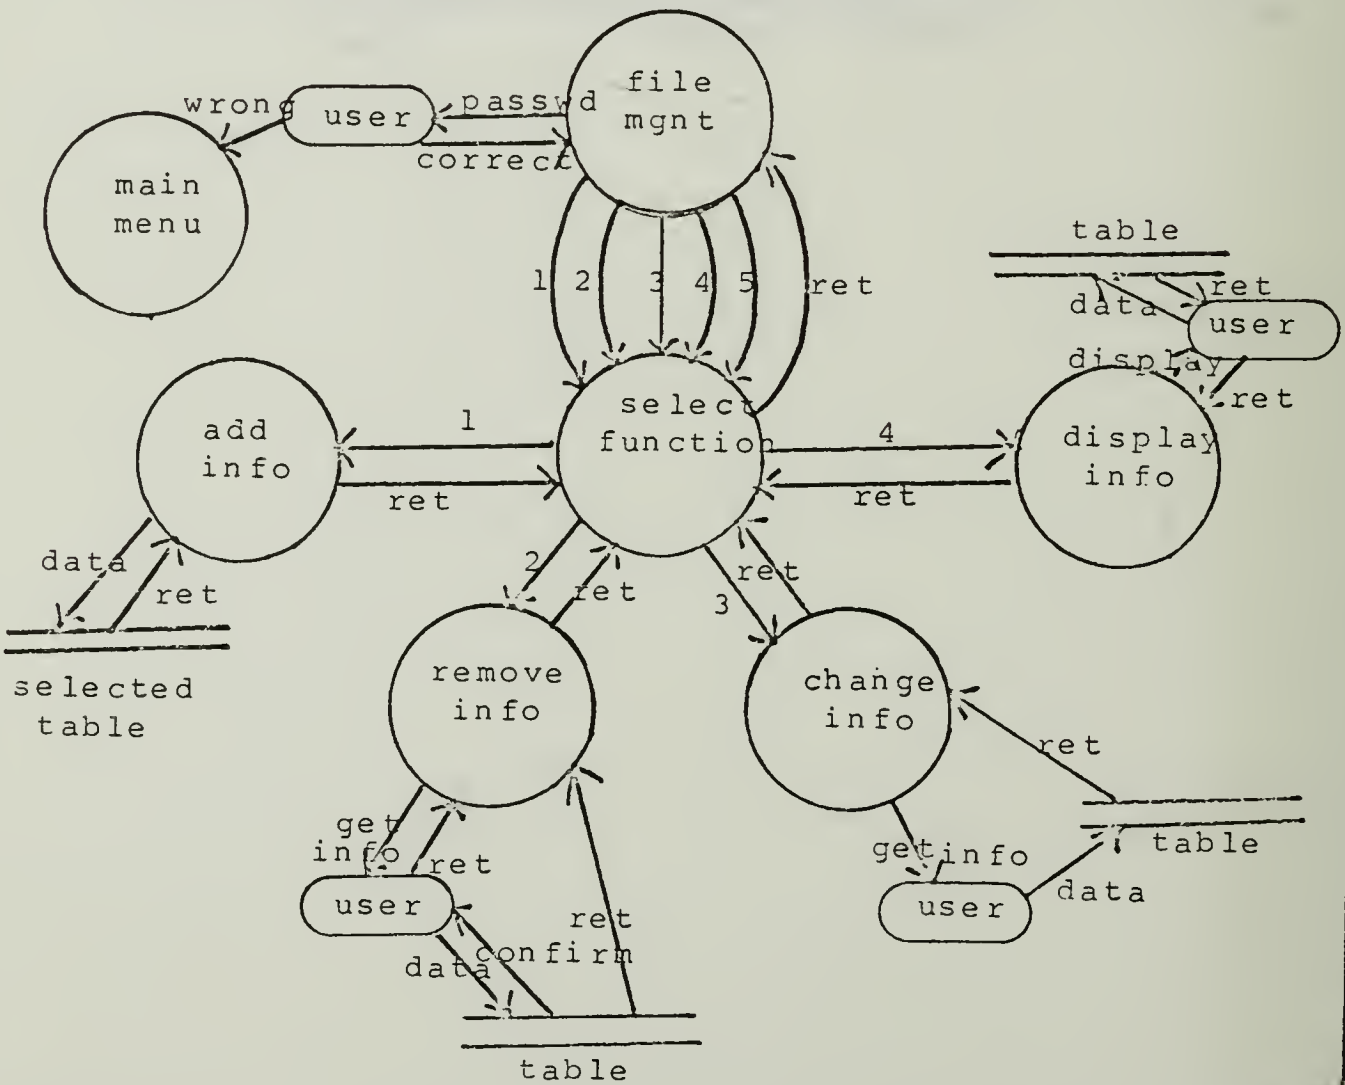 file
mgnt
wrong
user
passwd
correct
main
menu
1
2
3
4
5
ret
table
ret
data
user
display
ret
add
info
1
ret
select
function
4
ret
display
info
data
ret
selected
table
2
ret
3
ret
remove
info
change
info
ret
get
info
ret
user
ret
confirm
data
table
get info
user
data
table